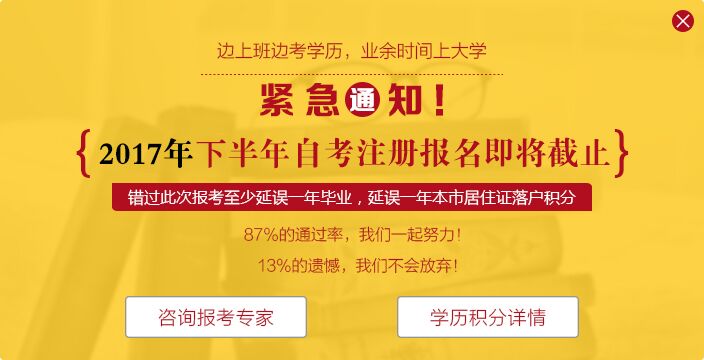 边上班边考学历，业余时间上大学
紧急通知！
{2017年下半年自考注册报名即将截止}
错过此次报考至少延误一年毕业，延误一年本市居住证落户积分
87%的通过率，我们一起努力！
13%的遗憾，我们不会放弃！
咨询报考专家
学历积分详情